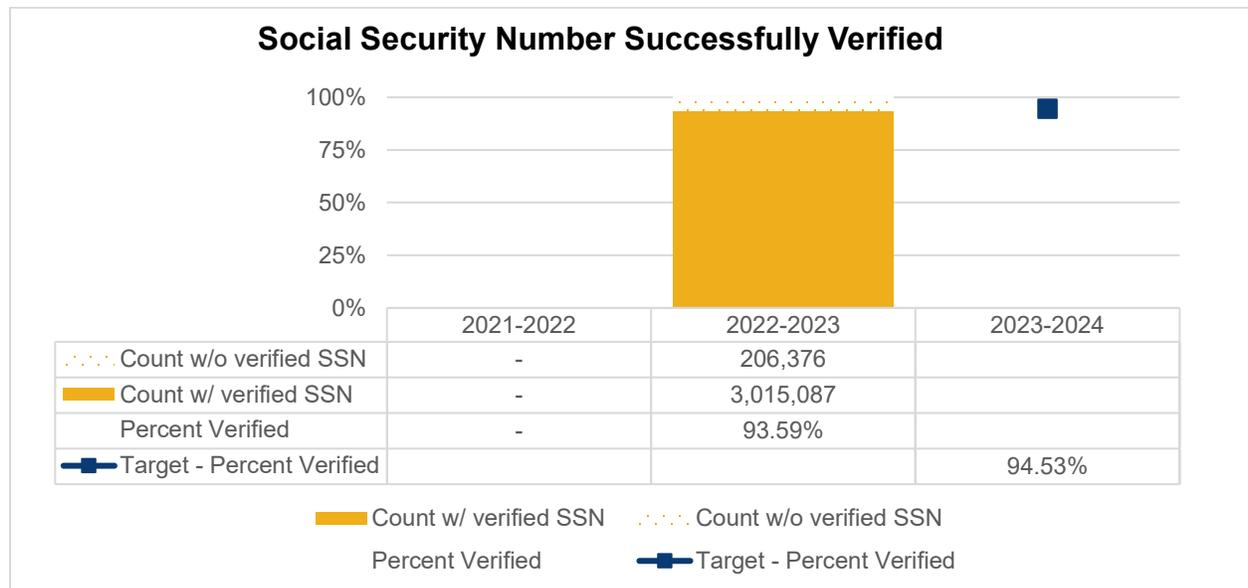 Social Security Number Successfully Verified
100%
75%
50%
25%
0%
2021-2022 2022-2023 2023-2024
Count w/o verified SSN - 206,376
Count w/ verified SSN - 3,015,087
Percent Verified - 93.59%
Target - Percent Verified 94.53%
Count w/ verified SSN Count w/o verified SSN
Percent Verified Target - Percent Verified